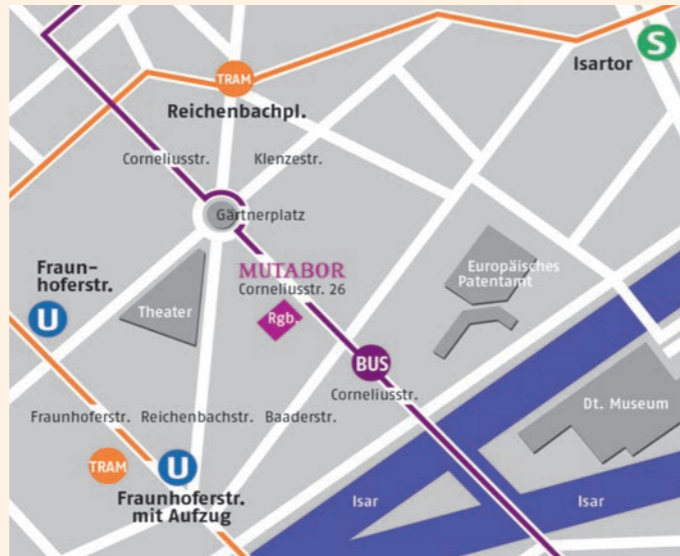 S
Isartor
TRAM
Reichenbachpl.
Corneliusstr.
Klenzestr.
Gärtnerplatz
Fraun-
hoferstr.
U
MUTABOR
Corneliusstr. 26
Rgb.
Theater
Europäisches
Patentamt
BUS
Corneliusstr.
Dt. Museum
Fraunhoferstr.
Reichenbachstr.
Baaderstr.
TRAM
U
Fraunhoferstr.
mit Aufzug
Isar
Isar